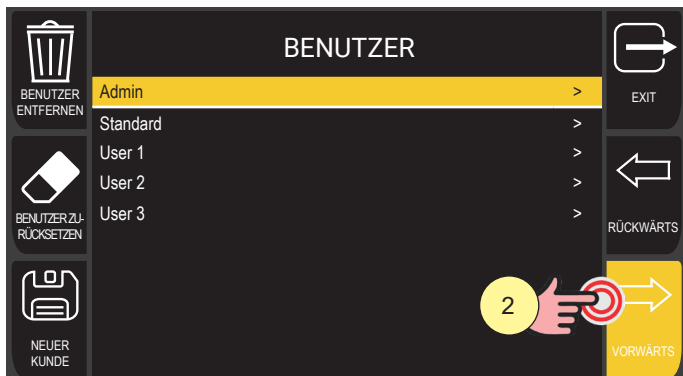 BENUTZER
BENUTZER
ENTFERNEN
BENUTZER ZU-
RÜCKSETZEN
NEUER
KUNDE
Admin >
Standard >
User 1 >
User 2 >
User 3 >
2
EXIT
RÜCKWÄRTS
VORWÄRTS